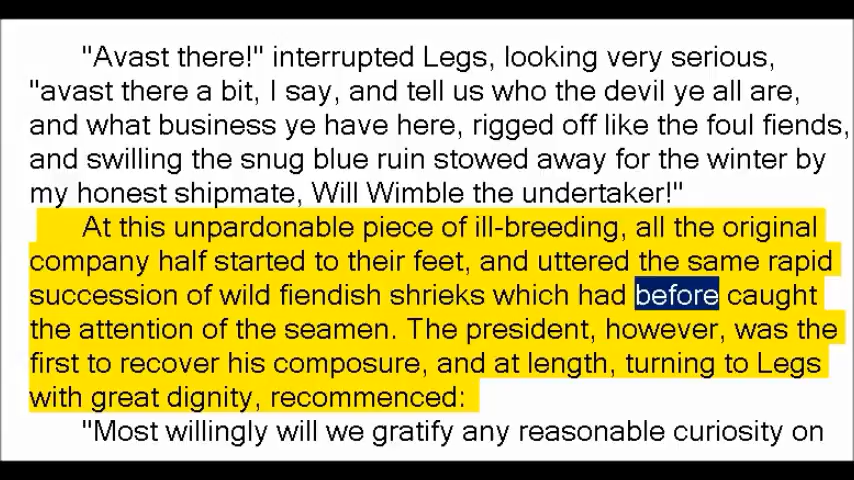 "Avast there!" interrupted Legs, looking very serious,
"avast there a bit, I say, and tell us who the devil ye all are,
and what business ye have here, rigged off like the foul fiends,
and swilling the snug blue ruin stowed away for the winter by
my honest shipmate, Will Wimble the undertaker!"
At this unpardonable piece of ill-breeding, all the original
company half started to their feet, and uttered the same rapid
succession of wild fiendish shrieks which had before caught
the attention of the seamen. The president, however, was the
first to recover his composure, and at length, turning to Legs
with great dignity, recommenced:
"Most willingly will we gratify any reasonable curiosity on